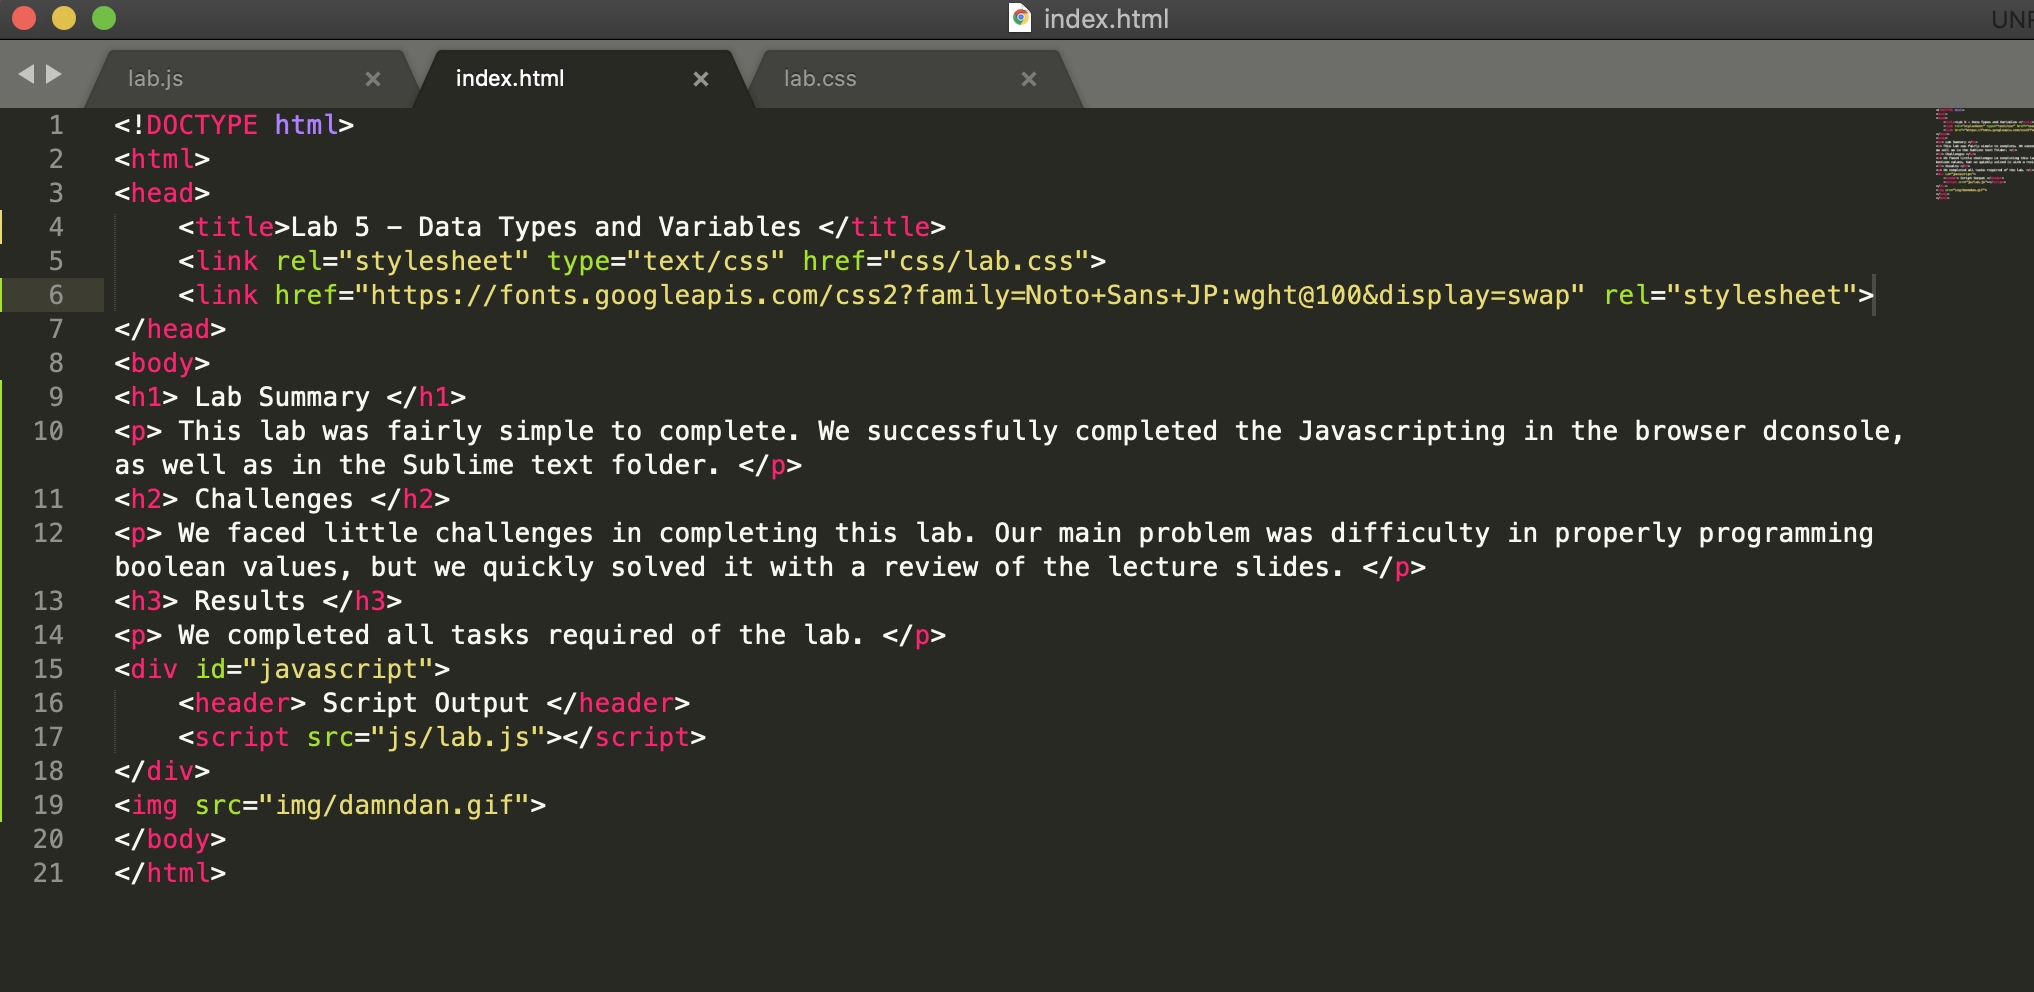 index.html
UNR
lab.js
index.html
lab.css
1 <!DOCTYPE html>
2 <html>
3 <head>
4     <title>Lab 5 - Data Types and Variables </title>
5     <link rel="stylesheet" type="text/css" href="css/lab.css">
6     <link href="https://fonts.googleapis.com/css2?family=Noto+Sans+JP:wght@100&display=swap" rel="stylesheet">
7 </head>
8 <body>
9 <h1> Lab Summary </h1>
10 <p> This lab was fairly simple to complete. We successfully completed the Javascripting in the browser dconsole,
as well as in the Sublime text folder. </p>
11 <h2> Challenges </h2>
12 <p> We faced little challenges in completing this lab. Our main problem was difficulty in properly programming
boolean values, but we quickly solved it with a review of the lecture slides. </p>
13 <h3> Results </h3>
14 <p> We completed all tasks required of the lab. </p>
15 <div id="javascript">
16     <header> Script Output </header>
17     <script src="js/lab.js"></script>
18 </div>
19 <img src="img/damndan.gif">
20 </body>
21 </html>